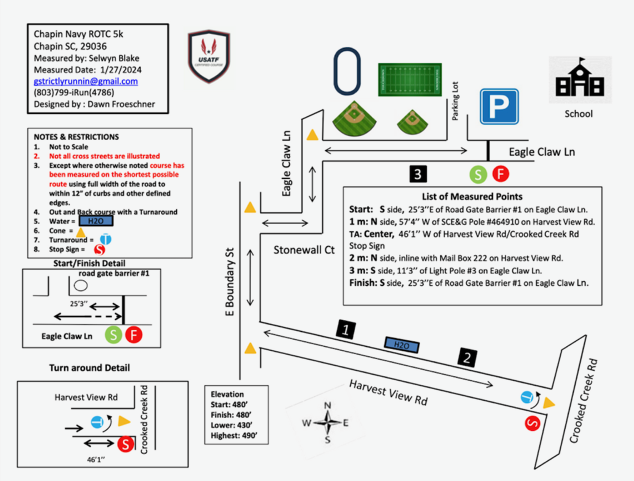 Chapin Navy ROTC 5k
Chapin SC, 29036
Measured by: Selwyn Blake
Measured Date: 1/27/2024
gstrictlyrunnin@gmail.com
(803)799-iRun(4786)
Designed by : Dawn Froeschner
USATF
P
Parking Lot
School
Eagle Claw Ln
Eagle Claw Ln
3
S
F
NOTES & RESTRICTIONS
1. Not to Scale
2. Not all cross streets are illustrated
3. Except where otherwise noted course has
been measured on the shortest possible
route using full width of the road to
within 12" of curbs and other defined
edges.
4. Out and Back course with a Turnaround
5. Water= H2O
6. Cone =
7. Turnaround = T
8. Stop Sign = S
List of Measured Points
Start: S side, 25'3"E of Road Gate Barrier #1 on Eagle Claw Ln.
1 m: N side, 57'4" W of SCE&G Pole #464910 on Harvest View Rd.
TA: Center, 46'1" W of Harvest View Rd/Crooked Creek Rd
Stop Sign
2 m: N side, inline with Mail Box 222 on Harvest View Rd.
3 m: S side, 11'3" of Light Pole #3 on Eagle Claw Ln.
Finish: S side, 25'3"E of Road Gate Barrier #1 on Eagle Claw Ln.
Stonewall Ct
E Boundary St
Start/Finish Detail
road gate barrier #1
25'3"
Eagle Claw Ln
S
F
1
H2O
2
Harvest View Rd
T
S
Crooked Creek Rd
Turn around Detail
Harvest View Rd
T
S
46'1"
Crooked Creek Rd
Elevation
Start: 480'
Finish: 480'
Lower: 430'
Highest: 490'
N
W
E
S